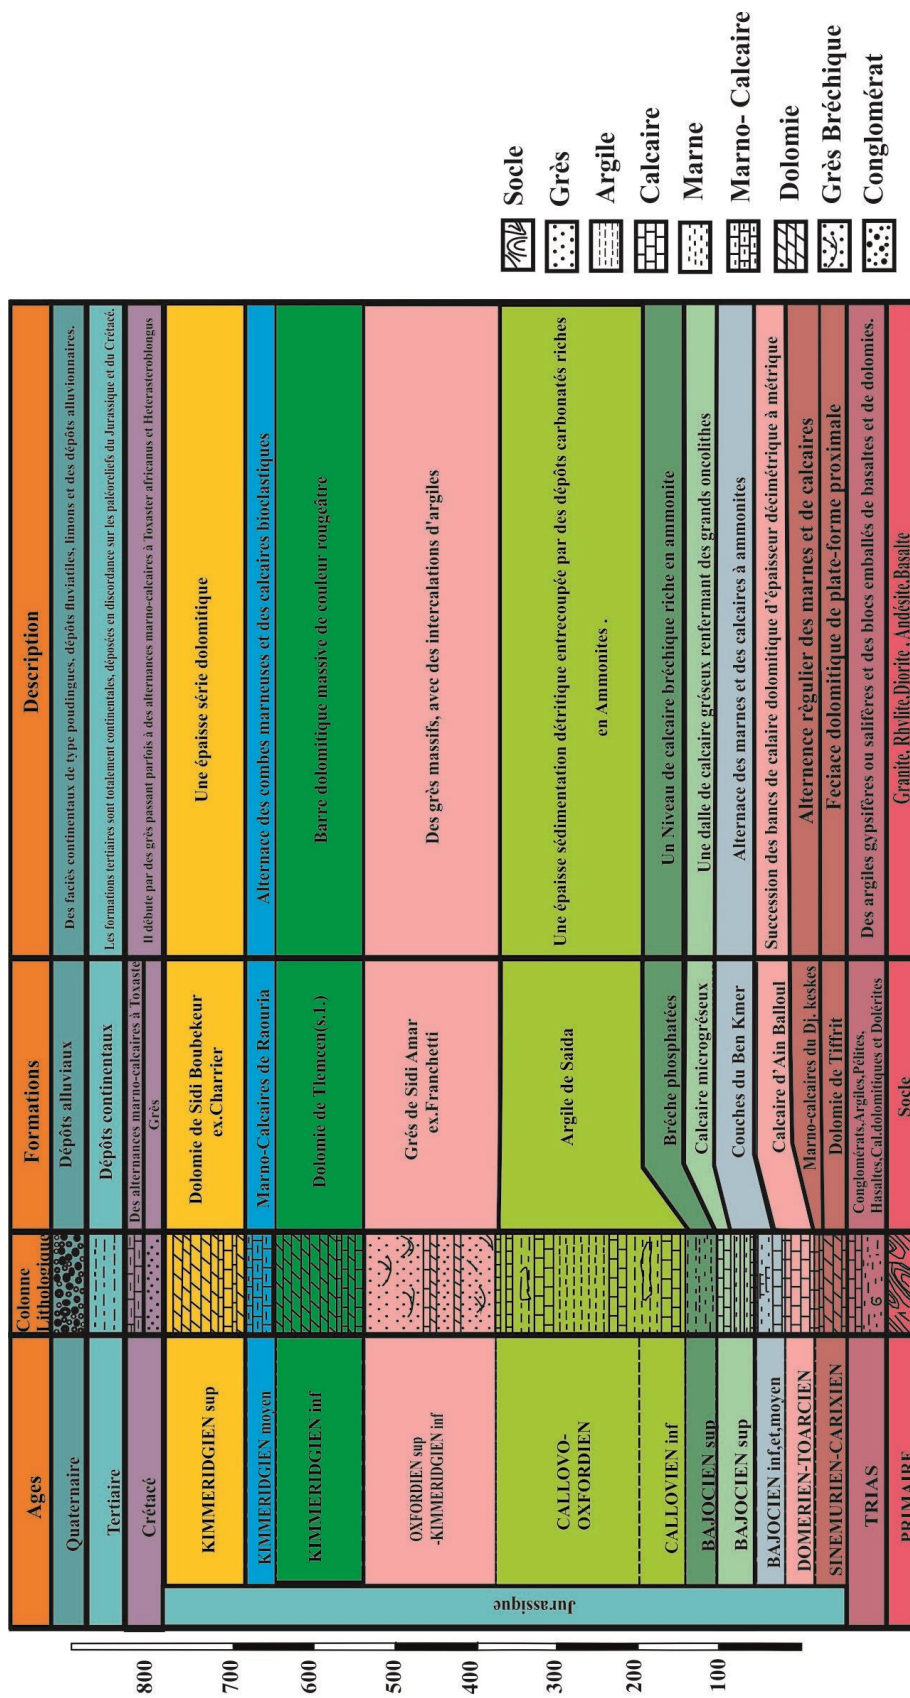 Ages
Colonne
Lithologique
Formations
Description
Quaternaire
Dépôts alluviaux
Des faciès continentaux de type poudingues, dépôts fluviatiles, limons et des dépôts alluvionnaires.
Tertiaire
Dépôts continentaux
Les formations tertiaires sont totalement continentales, déposées en discordance sur les paléoreliefs du Jurassique et du Crétacé.
Crétacé
Des alternances marno-calcaires à Toxaste
Grès
Il débute par des grès passant parfois à des alternances marno-calcaires à Toxaster africanus et Heterasteroblongus
Jurassique
KIMMERIDGIEN sup
Dolomie de Sidi Boubekeur
ex.Charrier
Une épaisse série dolomitique
KIMMERIDGIEN moyen
Marno-Calcaires de Raouria
Alternace des combes marneuses et des calcaires bioclastiques
KIMMERIDGIEN inf
Dolomie de Tlemcen(s.l.)
Barre dolomitique massive de couleur rougeâtre
OXFORDIEN sup
-KIMMERIDGIEN inf
Grés de Sidi Amar
ex.Franchetti
Des grès massifs, avec des intercalations d'argiles
CALLOVO-
OXFORDIEN
Argile de Saida
Une épaisse sédimentation détritique entrecoupée par des dépôts carbonatés riches
en Ammonites .
CALLOVIEN inf
BAJOCIEN sup
Bréche phosphatées
Un Niveau de calcaire bréchique riche en ammonite
BAJOCIEN sup
Calcaire microgréseux
Une dalle de calcaire gréseux renfermant des grands oncolithes
BAJOCIEN inf,et,moyen
Couches du Ben Kmer
Alternace des marnes et des calcaires à ammonites
DOMERIEN-TOARCIEN
Calcaire d'Ain Balloul
Succession des bancs de calaire dolomitique d'épaisseur décimétrique à métrique
SINEMURIEN-CARIXIEN
Marno-calcaires du Dj. keskes
Alternence règulier des marnes et de calcaires
Dolomie de Tiffrit
Feciace dolomitique de plate-forme proximale
TRIAS
Conglomérats,Argiles,Pélites,
Hasaltes,Cal.dolomitiques et Dolérites
Des argiles gypsifères ou salifères et des blocs emballés de basaltes et de dolomies.
PRIMAIRE
Socle
Granite, Rhylite,Diorite, Andésite,Basalte
800
700
600
500
400
300
200
100
Socle
Grès
Argile
Calcaire
Marne
Marno- Calcaire
Dolomie
Grès Bréchique
Conglomérat